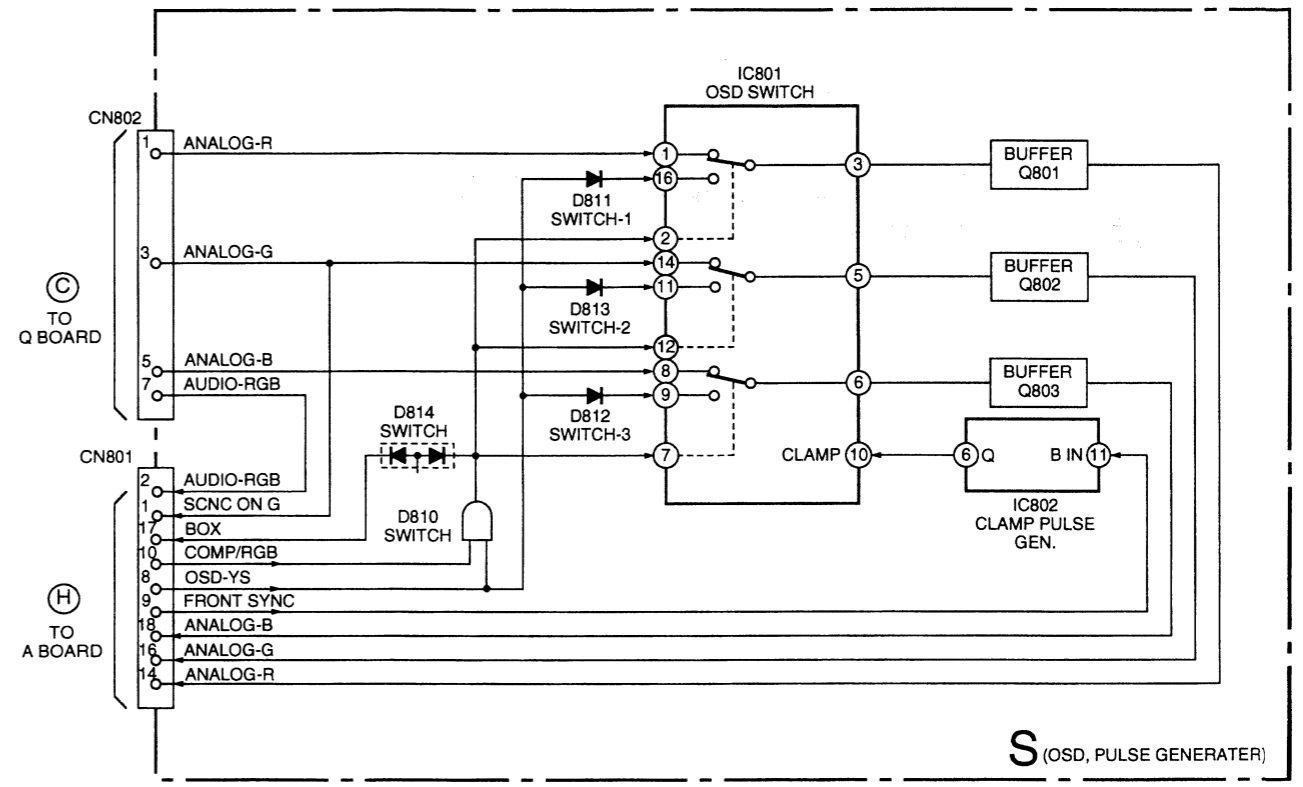 IC801
OSD SWITCH
CN802
1 ANALOG-R
1
16
3
BUFFER
Q801
D811
SWITCH-1
2
3 ANALOG-G
14
11
5
BUFFER
Q802
D813
SWITCH-2
12
C
TO
Q BOARD
5 ANALOG-B
8
9
6
BUFFER
Q803
7 AUDIO-RGB
D812
SWITCH-3
D814
SWITCH
7
CLAMP 10
6 Q
B IN 11
IC802
CLAMP PULSE
GEN.
CN801
2 AUDIO-RGB
1 SCNC ON G
17 BOX
D810
SWITCH
10 COMP/RGB
8 OSD-YS
9 FRONT SYNC
18 ANALOG-B
16 ANALOG-G
14 ANALOG-R
H
TO
A BOARD
S (OSD, PULSE GENERATER)